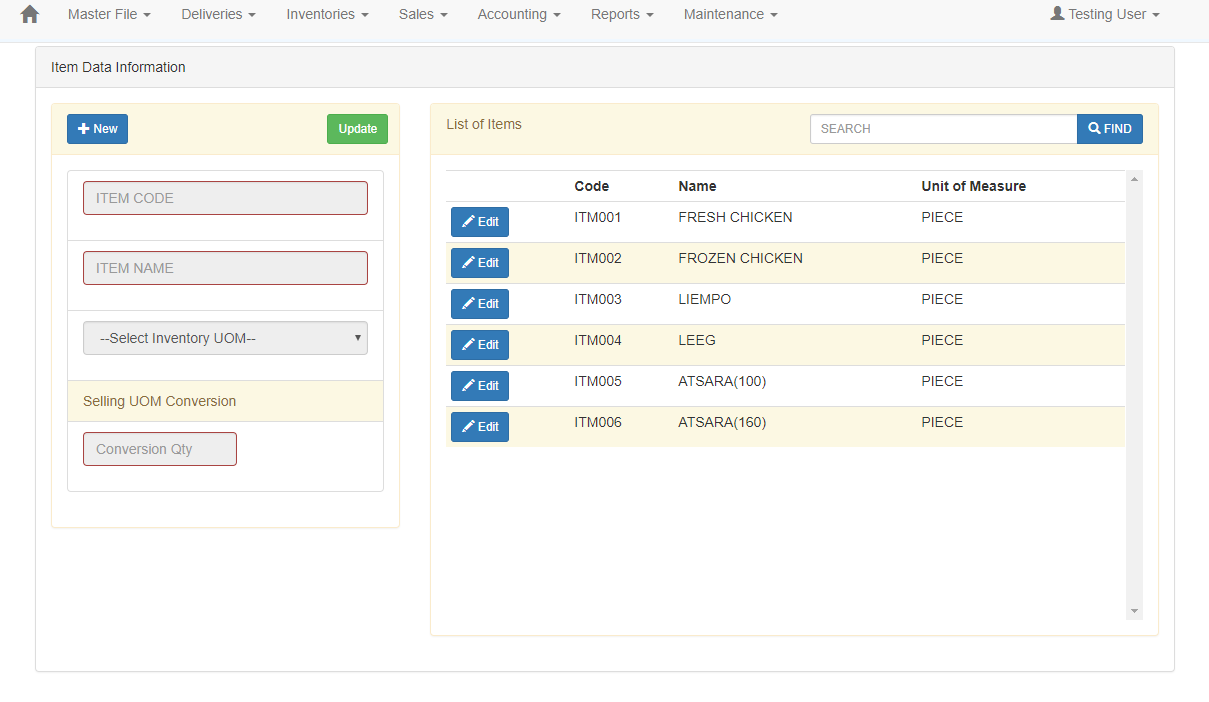 Master File Deliveries Inventories Sales Accounting Reports Maintenance Testing User
Item Data Information
New Update
ITEM CODE
ITEM NAME
--Select Inventory UOM--
Selling UOM Conversion
Conversion Qty
List of Items SEARCH FIND
Code Name Unit of Measure
Edit ITM001 FRESH CHICKEN PIECE
Edit ITM002 FROZEN CHICKEN PIECE
Edit ITM003 LIEMPO PIECE
Edit ITM004 LEEG PIECE
Edit ITM005 ATSARA(100) PIECE
Edit ITM006 ATSARA(160) PIECE